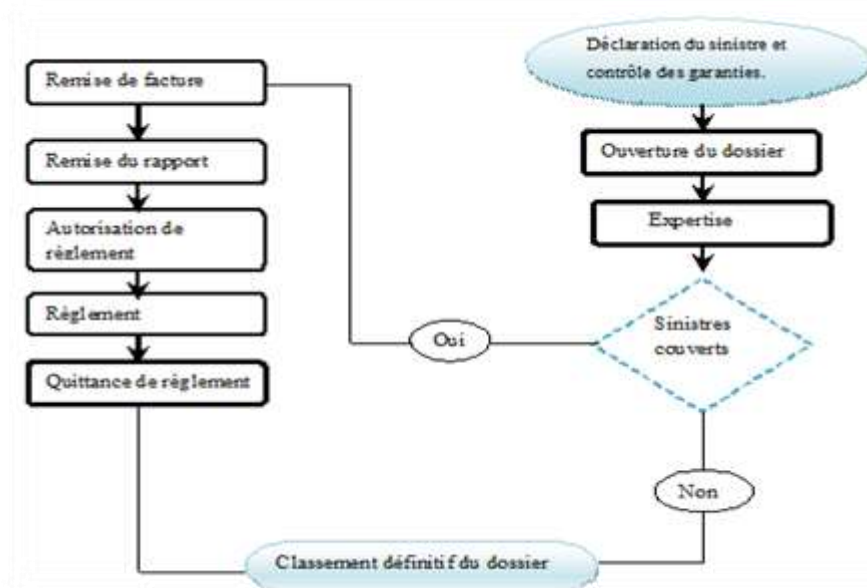 Déclaration du sinistre et
contrôle des garanties.
Ouverture du dossier
Expertise
Sinistres
couverts
Oui
Non
Remise de facture
Remise du rapport
Autorisation de
règlement
Règlement
Quittance de règlement
Classement définitif du dossier